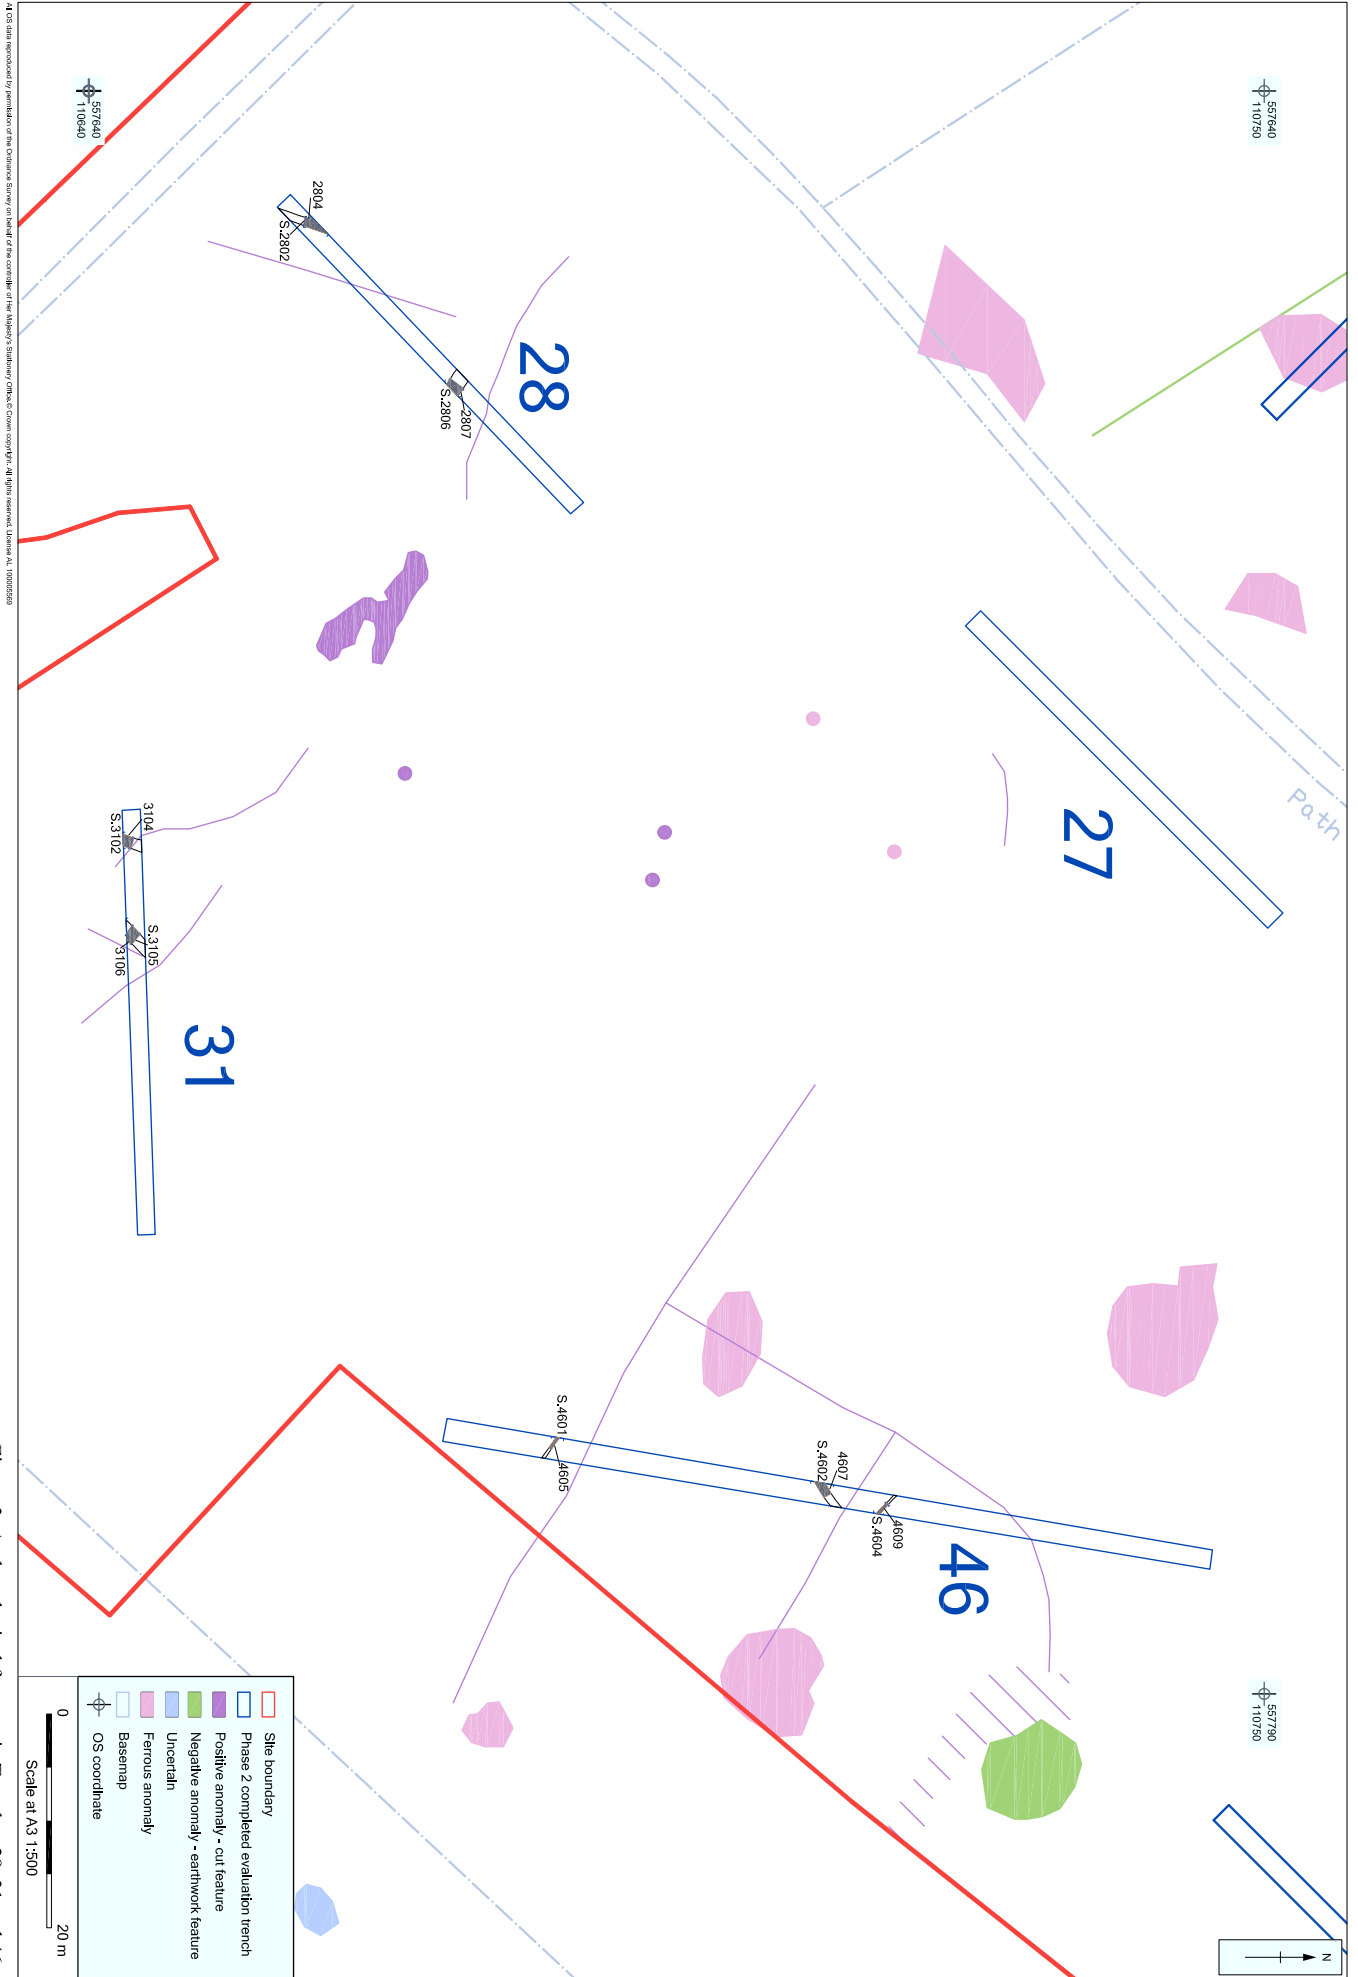 557640
110750
557790
110750
Path
27
46
4609
S.4604
4607
S.4602
S.4601
4605
28
2804
S.2802
2807
S.2806
31
3104
S.3102
S.3105
3106
557640
110640
N
Site boundary
Phase 2 completed evaluation trench
Positive anomaly - cut feature
Negative anomaly - earthwork feature
Uncertain
Ferrous anomaly
Basemap
OS coordinate
0
20 m
Scale at A3 1:500
All OS data reproduced by permission of the Ordnance Survey on behalf of the controller of Her Majesty's Stationery Office.© Crown copyright. All rights reserved. License AL 100005569